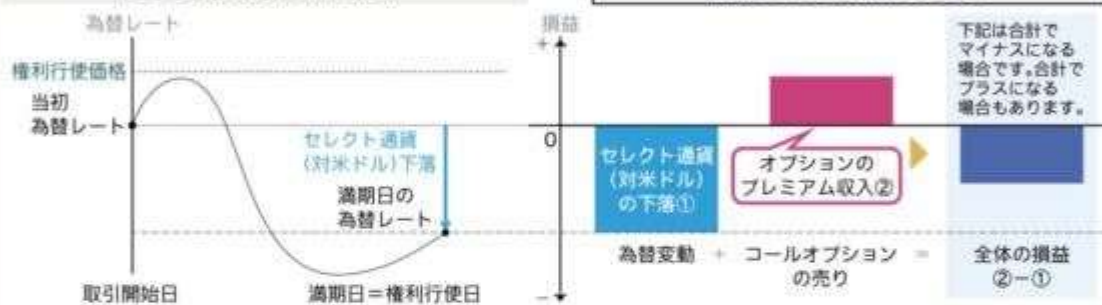 為替レート
権利行使価格
当初
為替レート
セレクト通貨
(対米ドル)下落
満期日の
為替レート
取引開始日
満期日＝権利行使日
損益
+
0
−
セレクト通貨
(対米ドル)
の下落①
オプションの
プレミアム収入②
下記は合計で
マイナスになる
場合です。合計で
プラスになる
場合もあります。
為替変動 + コールオプション = 全体の損益
の売り ②－①